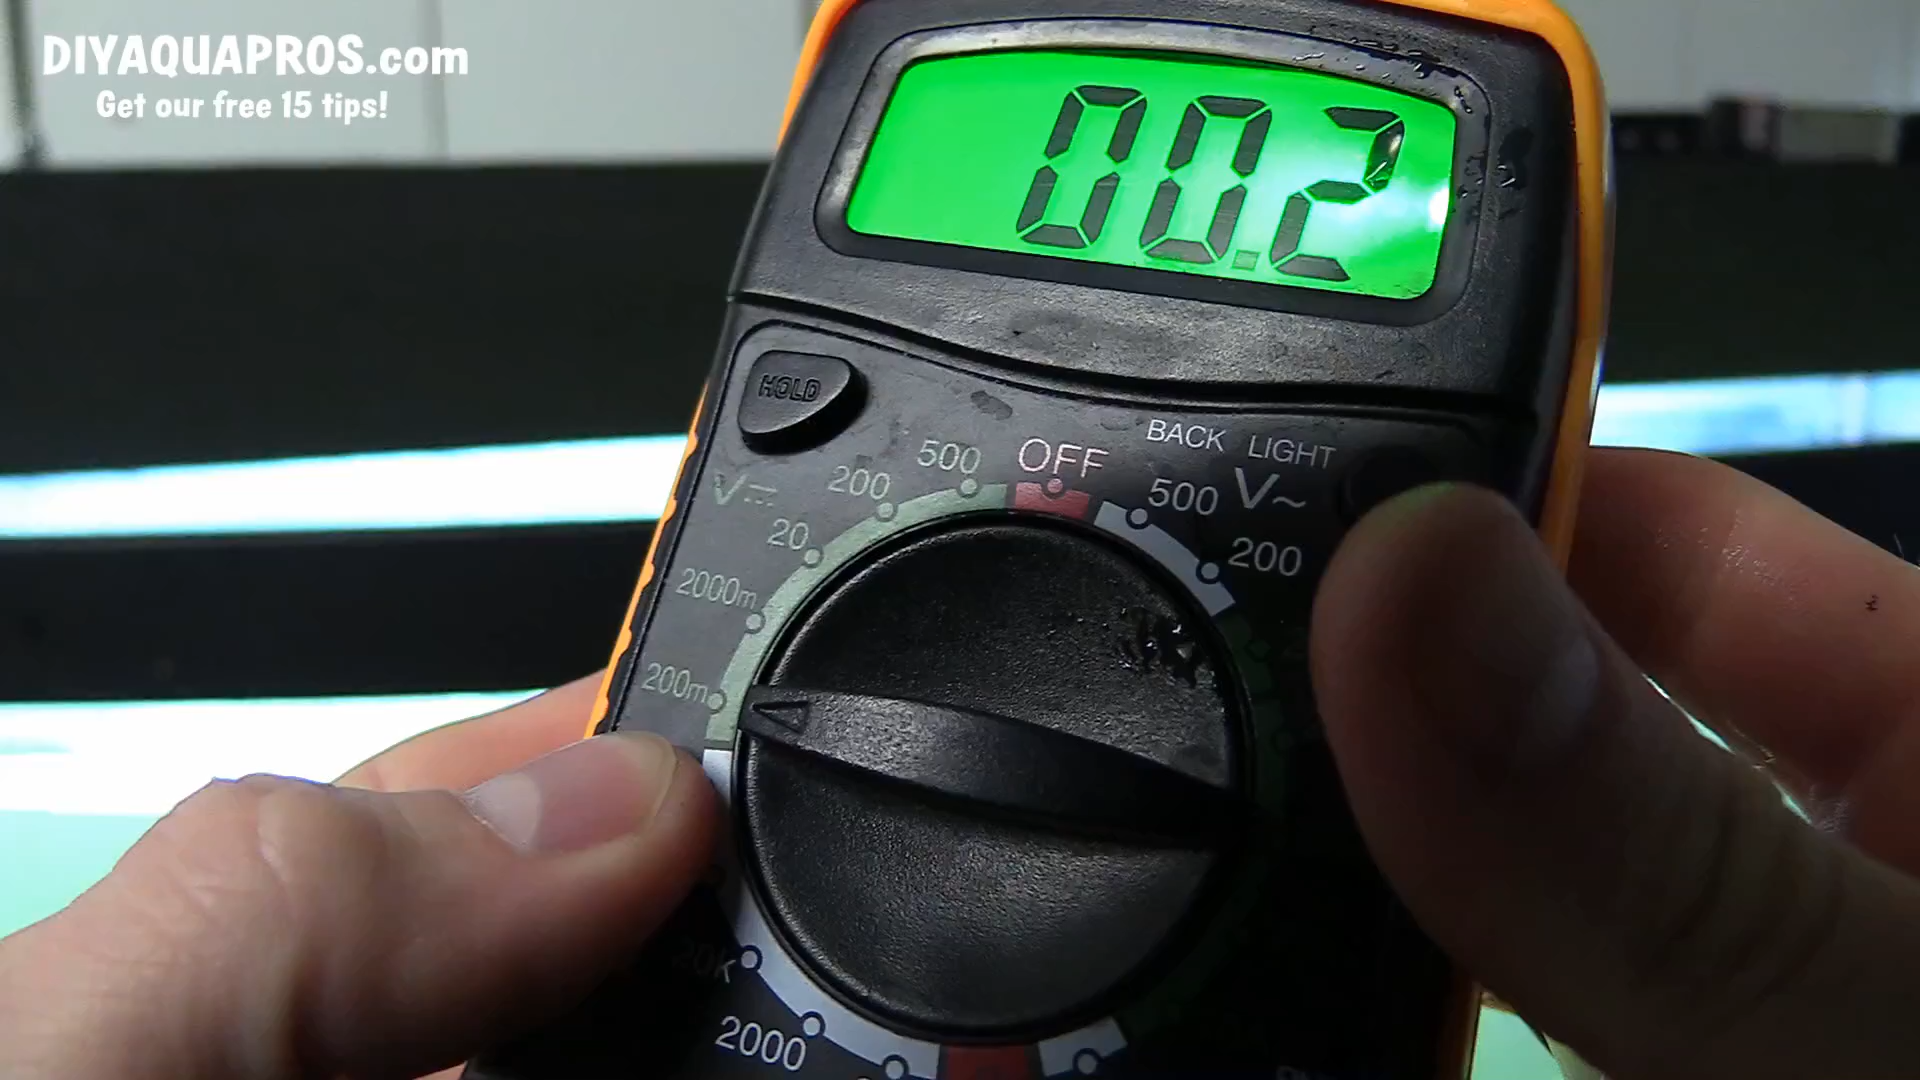 DIYAQUAPROS.com
Get our free 15 tips!
00.2
HOLD
BACK LIGHT
OFF
500
200
20
2000m
200m
V
500
V~
200
2000